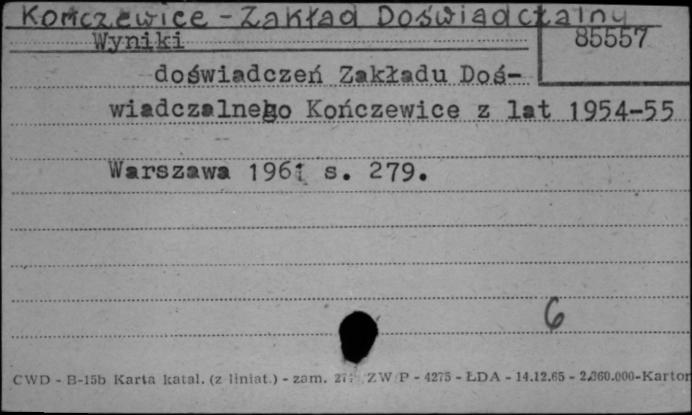 Kończewice - Zakład Doświadczalny
Wyniki 85557
doświadczeń Zakładu Doś-
wiadczalnego Kończewice z lat 1954-55
Warszawa 1961 s. 279.
6
CWD - B-15b Karta katal. (z liniat.) - zam. ZW P - 4275 - ŁDA - 14.12.65 - 2.360.000-Karton